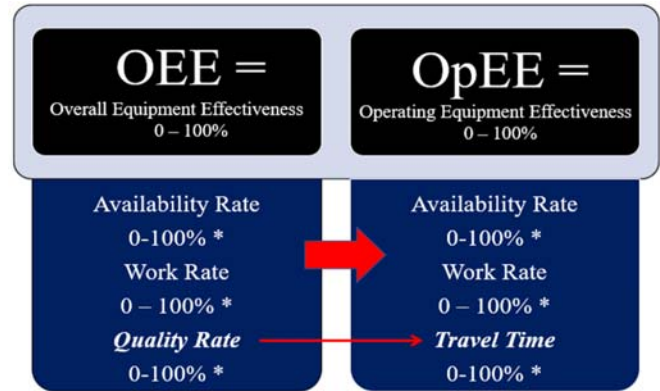 OEE =
Overall Equipment Effectiveness
0 – 100%
OpEE =
Operating Equipment Effectiveness
0 – 100%
Availability Rate
0-100% *
Work Rate
0 – 100% *
Quality Rate
0-100% *
Availability Rate
0-100% *
Work Rate
0 – 100% *
Travel Time
0-100% *